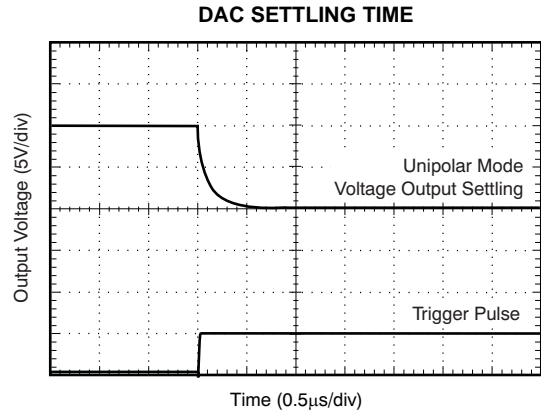 DAC SETTLING TIME
Output Voltage (5V/div)
Unipolar Mode
Voltage Output Settling
Trigger Pulse
Time (0.5µs/div)